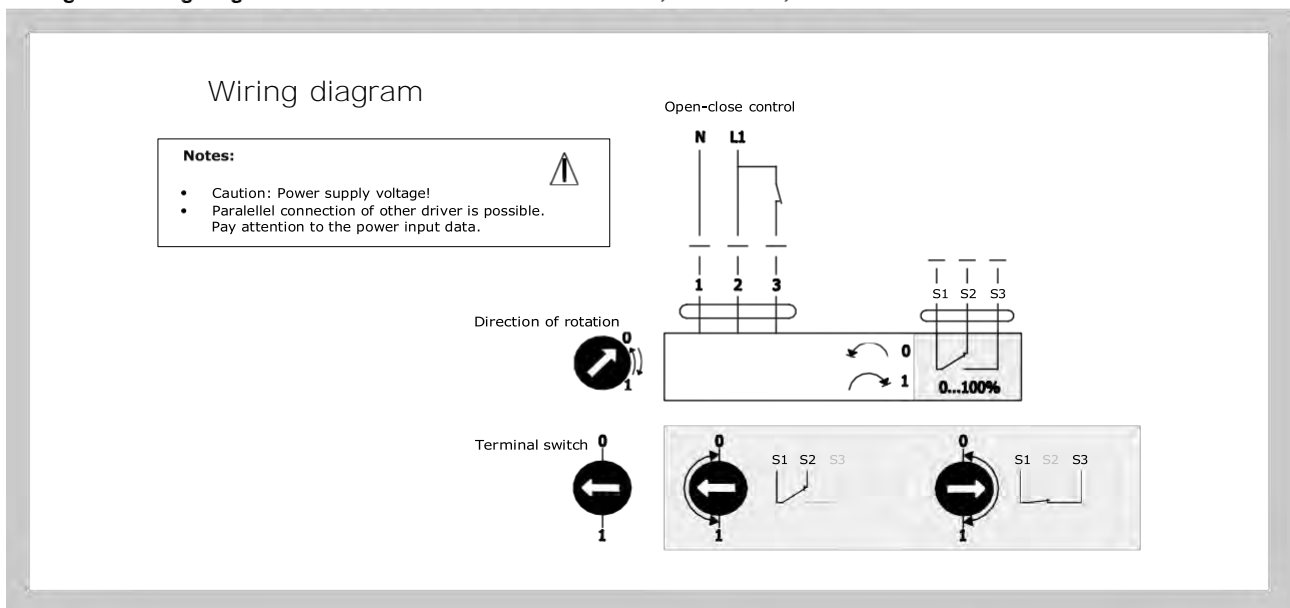 Wiring diagram
Open-close control
N L1
Notes:
• Caution: Power supply voltage!
• Paralellel connection of other driver is possible.
Pay attention to the power input data.
1 2 3
S1 S2 S3
Direction of rotation
0
1
0
1
0...100%
Terminal switch
0
1
0
S1 S2 S3
1
0
S1 S2 S3
1